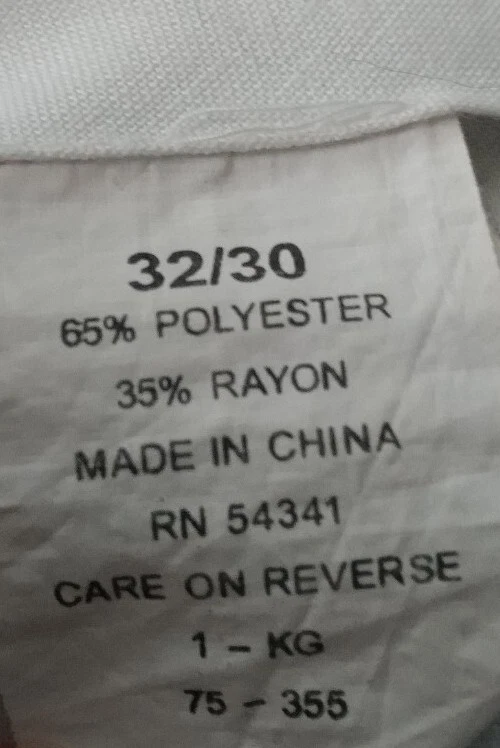 32/30
65% POLYESTER
35% RAYON
MADE IN CHINA
RN 54341
CARE ON REVERSE
1 - KG
75 - 355